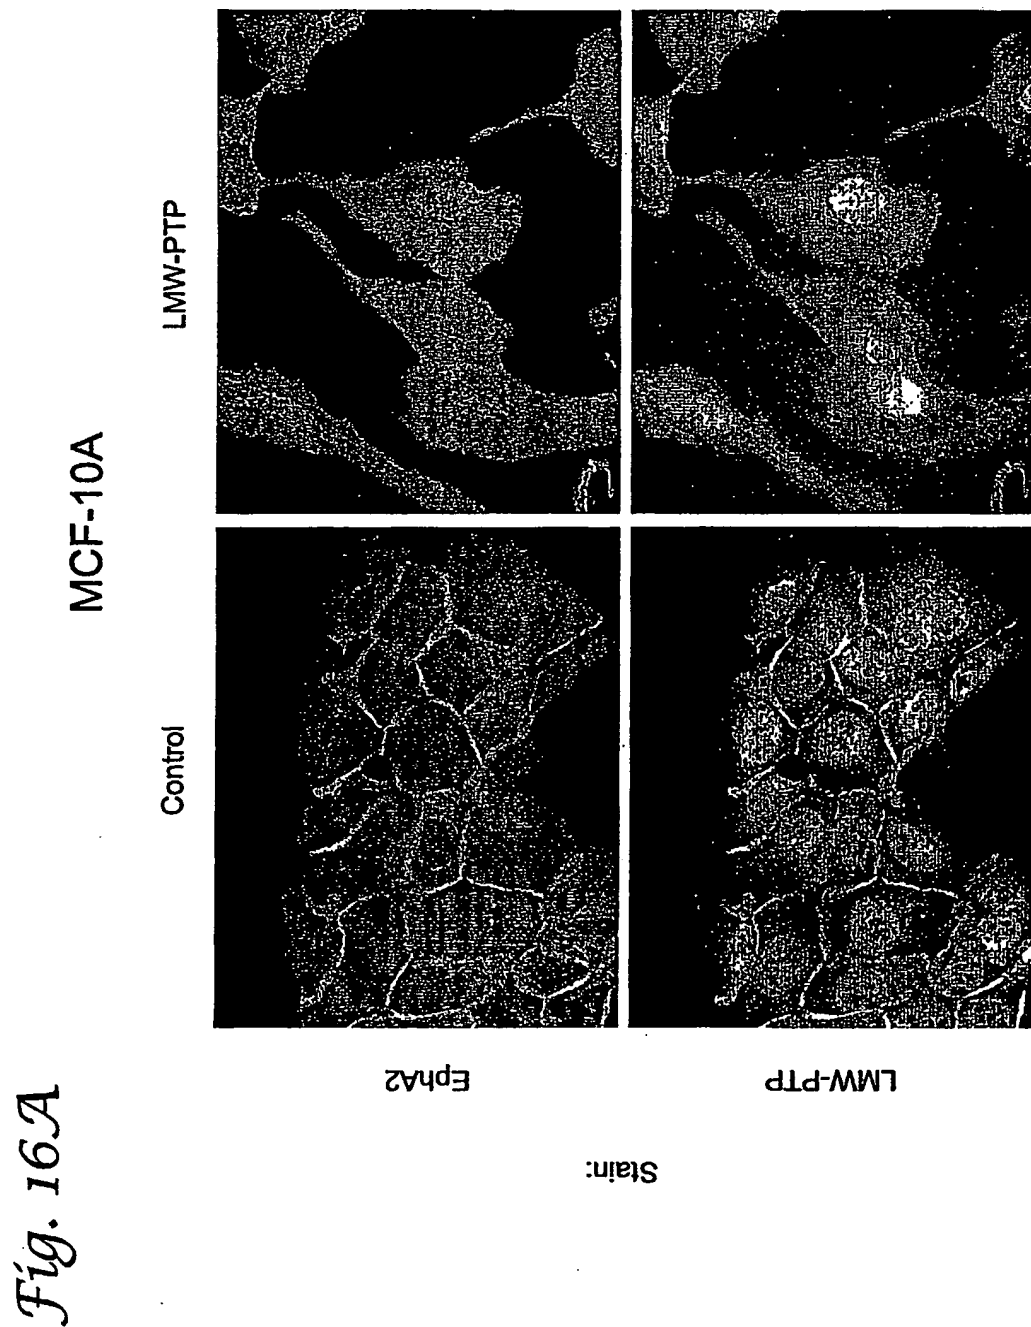 Fig. 16A
MCF-10A
Control
LMW-PTP
Stain:
EphA2
LMW-PTP